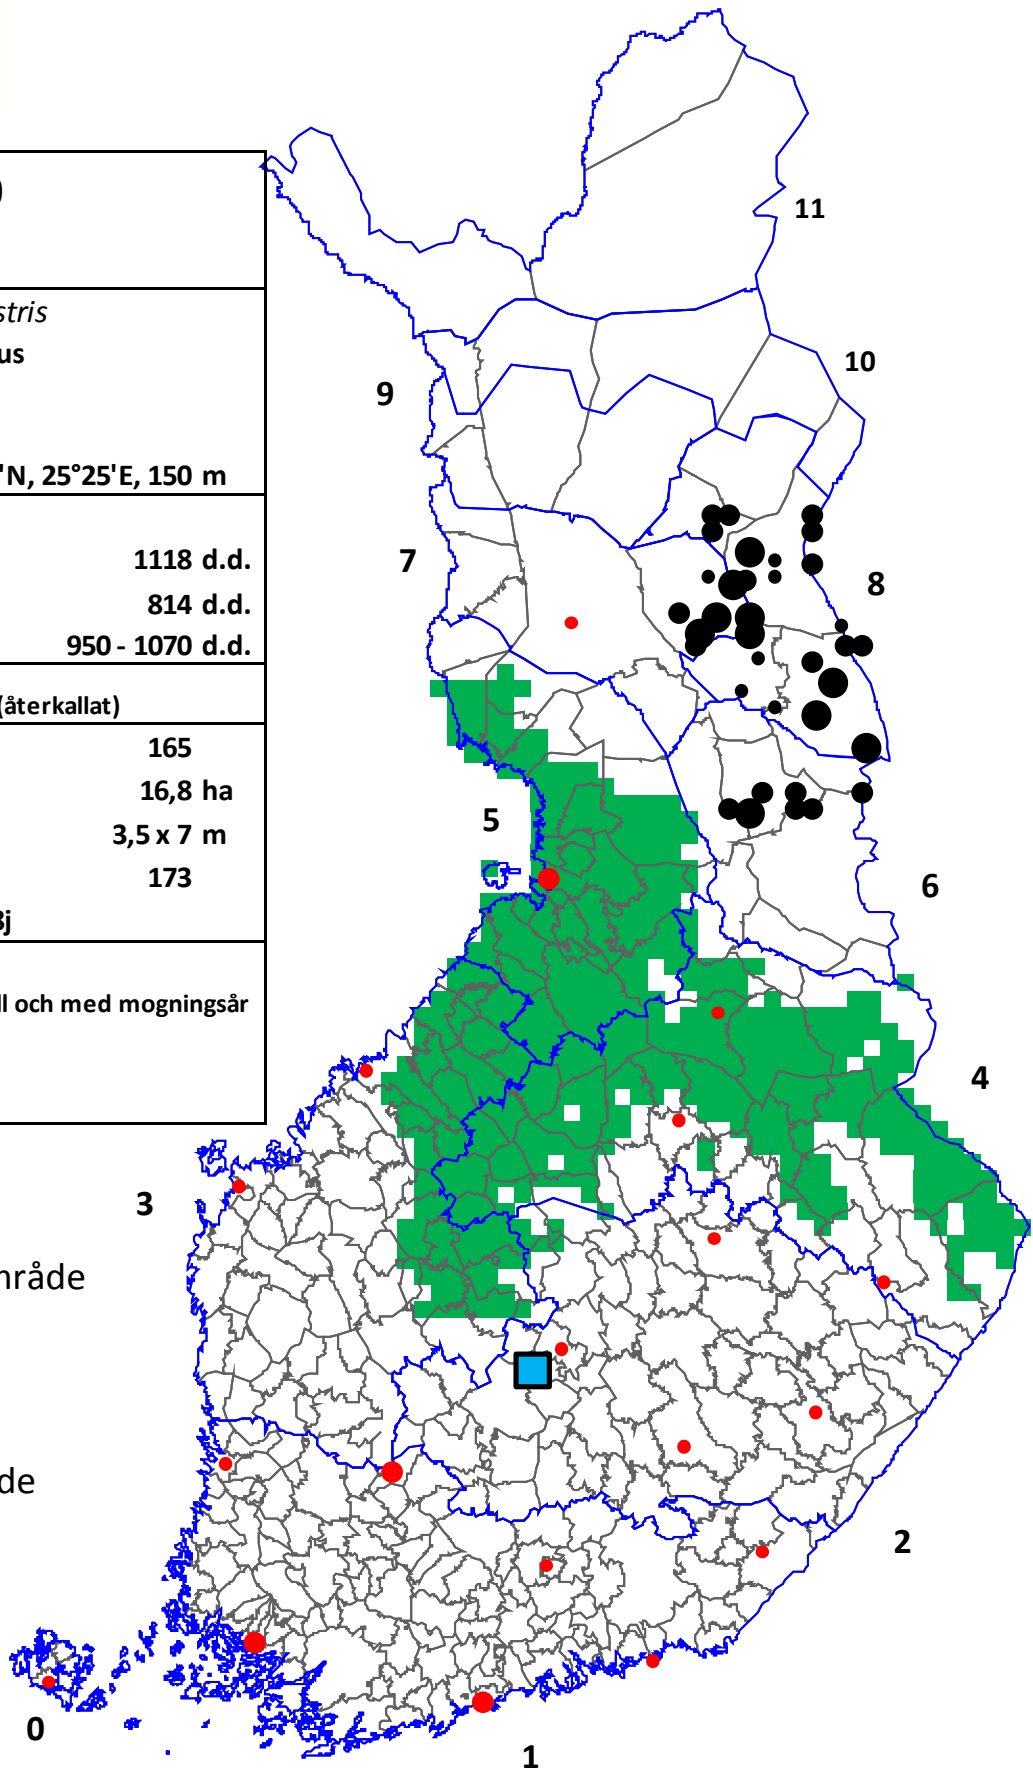 )
stris
us
'N, 25°25'E, 150 m
1118 d.d.
814 d.d.
950 - 1070 d.d.
(återkallat)
165
16,8 ha
3,5 x 7 m
173
3j
ll och med mogningsår
mråde
de
11
10
9
8
7
6
5
4
3
2
1
0